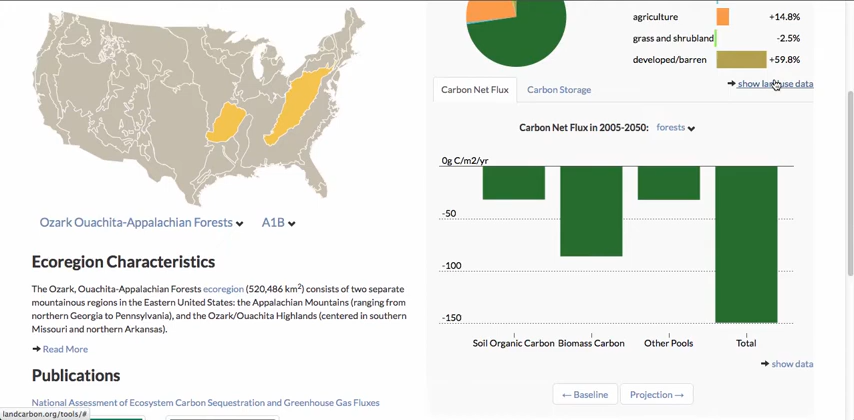 agriculture +14.8%
grass and shrubland -2.5%
developed/barren +59.8%
show land use data
Carbon Net Flux Carbon Storage
Carbon Net Flux in 2005-2050: forests
0g C/m2/yr
-50
-100
-150
Soil Organic Carbon Biomass Carbon Other Pools Total
show data
← Baseline Projection →
Ozark Ouachita-Appalachian Forests A1B
Ecoregion Characteristics
The Ozark, Ouachita-Appalachian Forests ecoregion (520,486 km2) consists of two separate
mountainous regions in the Eastern United States: the Appalachian Mountains (ranging from
northern Georgia to Pennsylvania), and the Ozark/Ouachita Highlands (centered in southern
Missouri and northern Arkansas).
Read More
Publications
National Assessment of Ecosystem Carbon Sequestration and Greenhouse Gas Fluxes
landcarbon.org/tools/#